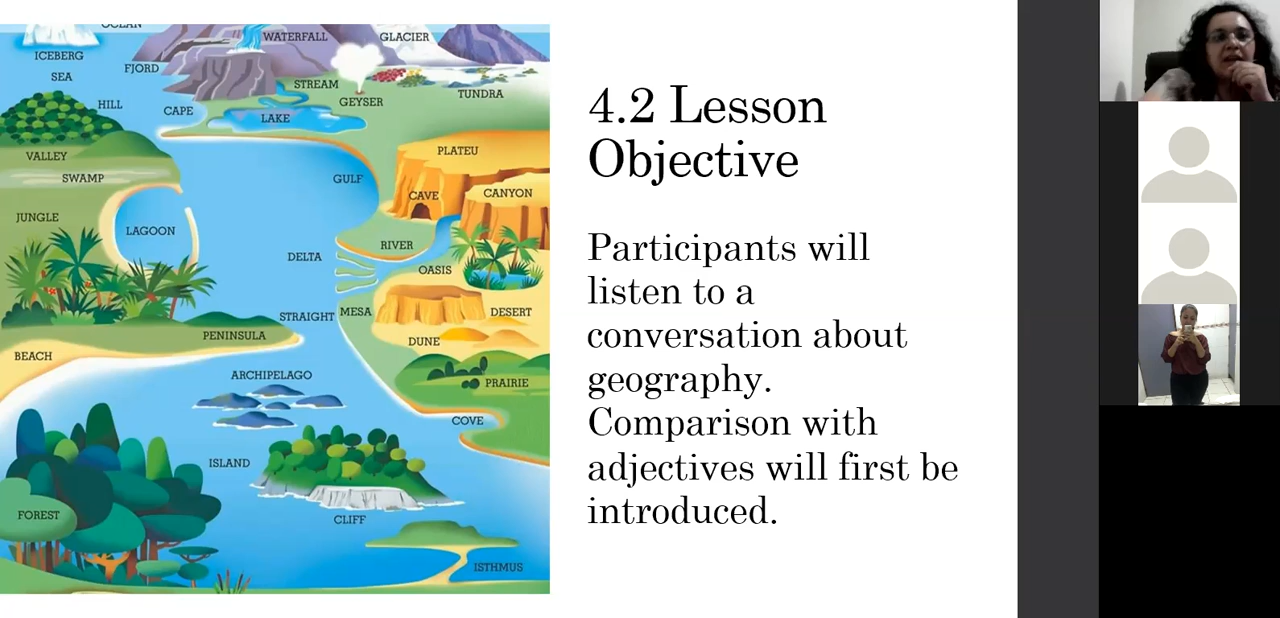 OCEAN
WATERFALL
GLACIER
ICEBERG
SEA
FJORD
STREAM
GEYSER
TUNDRA
HILL
CAPE
LAKE
VALLEY
SWAMP
GULF
PLATEU
CAVE
CANYON
JUNGLE
LAGOON
DELTA
RIVER
OASIS
STRAIGHT
MESA
DESERT
PENINSULA
DUNE
BEACH
ARCHIPELAGO
PRAIRIE
COVE
ISLAND
FOREST
CLIFF
ISTHMUS
4.2 Lesson
Objective
Participants will
listen to a
conversation about
geography.
Comparison with
adjectives will first be
introduced.